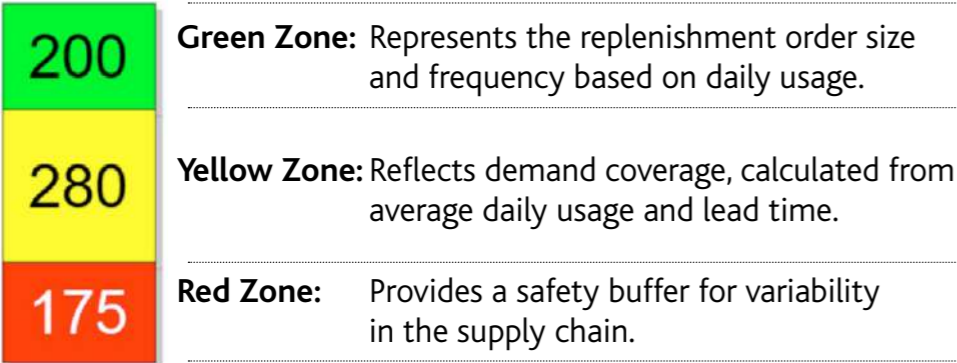 200
Green Zone: Represents the replenishment order size
and frequency based on daily usage.
280
Yellow Zone: Reflects demand coverage, calculated from
average daily usage and lead time.
175
Red Zone: Provides a safety buffer for variability
in the supply chain.